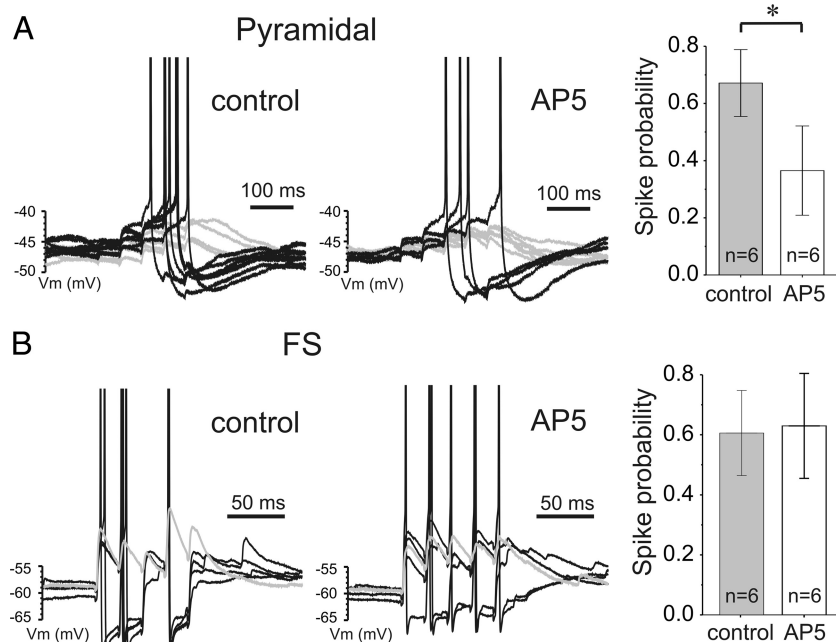 A
Pyramidal
control
AP5
100 ms
100 ms
-40
-45
-50
Vm (mV)
-40
-45
-50
Vm (mV)
*
Spike probability
0.8
0.6
0.4
0.2
0.0
n=6
n=6
control
AP5
B
FS
control
AP5
50 ms
50 ms
-55
-60
-65
Vm (mV)
-55
-60
-65
Vm (mV)
Spike probability
0.8
0.6
0.4
0.2
0.0
n=6
n=6
control
AP5